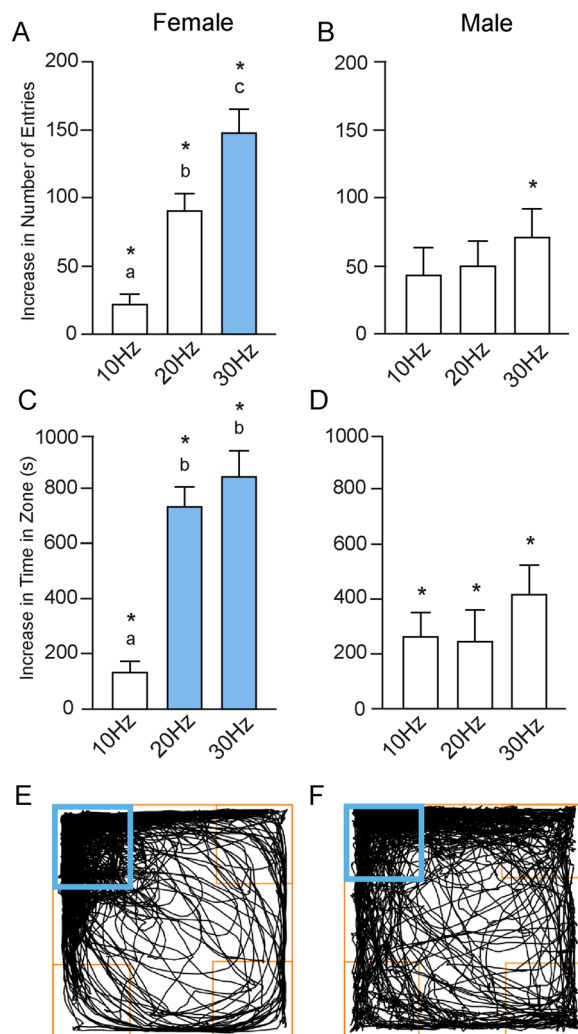 Female
Male
A
B
Increase in Number of Entries
200
150
100
50
0
*
a
*
b
*
c
10Hz
20Hz
30Hz
200
150
100
50
0
*
10Hz
20Hz
30Hz
C
D
Increase in Time in Zone (s)
1000
800
600
400
200
0
*
a
*
b
*
b
10Hz
20Hz
30Hz
1000
800
600
400
200
0
*
*
*
10Hz
20Hz
30Hz
E
F